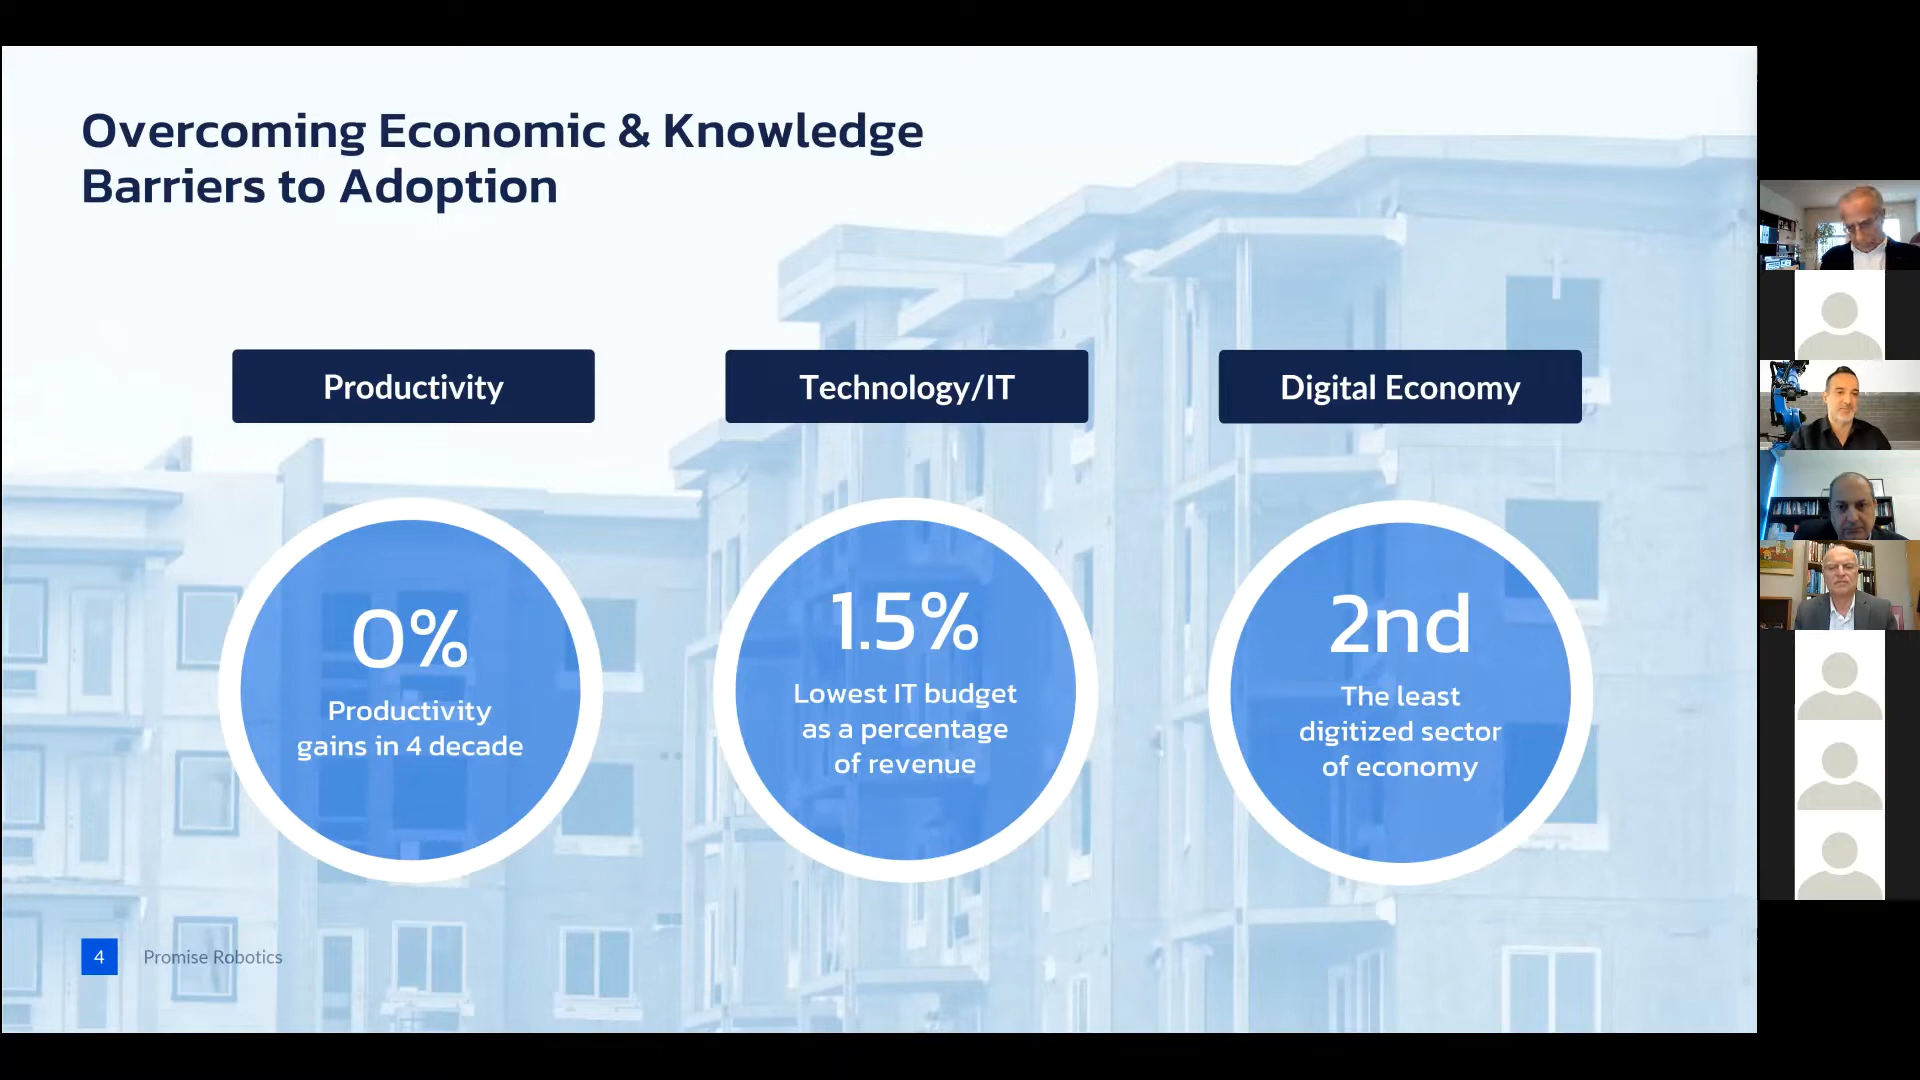 Overcoming Economic & Knowledge
Barriers to Adoption
Productivity
0%
Productivity
gains in 4 decade
Technology/IT
1.5%
Lowest IT budget
as a percentage
of revenue
Digital Economy
2nd
The least
digitized sector
of economy
4
Promise Robotics